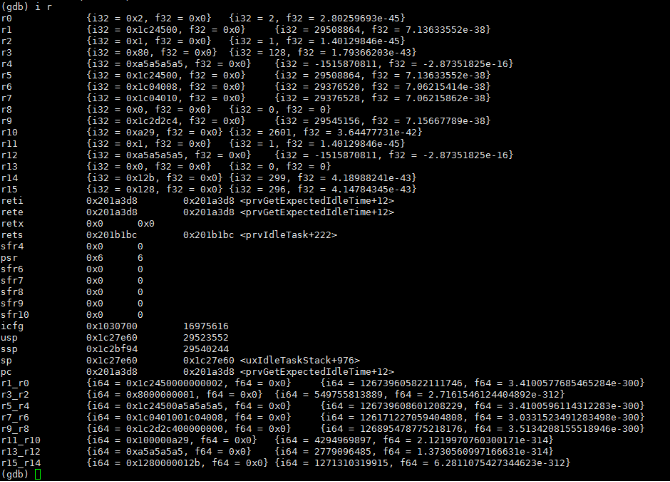 (gdb) i r
r0 {i32 = 0x2, f32 = 0x0} {i32 = 2, f32 = 2.80259693e-45}
r1 {i32 = 0x1c24500, f32 = 0x0} {i32 = 29508864, f32 = 7.13633552e-38}
r2 {i32 = 0x1, f32 = 0x0} {i32 = 1, f32 = 1.40129846e-45}
r3 {i32 = 0x80, f32 = 0x0} {i32 = 128, f32 = 1.79366203e-43}
r4 {i32 = 0xa5a5a5a5, f32 = 0x0} {i32 = -1515870811, f32 = -2.87351825e-16}
r5 {i32 = 0x1c24500, f32 = 0x0} {i32 = 29508864, f32 = 7.13633552e-38}
r6 {i32 = 0x1c04008, f32 = 0x0} {i32 = 29376520, f32 = 7.06215414e-38}
r7 {i32 = 0x1c04010, f32 = 0x0} {i32 = 29376528, f32 = 7.06215862e-38}
r8 {i32 = 0x0, f32 = 0x0} {i32 = 0, f32 = 0}
r9 {i32 = 0x1c2d2c4, f32 = 0x0} {i32 = 29545156, f32 = 7.15667789e-38}
r10 {i32 = 0xa29, f32 = 0x0} {i32 = 2601, f32 = 3.64477731e-42}
r11 {i32 = 0x1, f32 = 0x0} {i32 = 1, f32 = 1.40129846e-45}
r12 {i32 = 0xa5a5a5a5, f32 = 0x0} {i32 = -1515870811, f32 = -2.87351825e-16}
r13 {i32 = 0x0, f32 = 0x0} {i32 = 0, f32 = 0}
r14 {i32 = 0x12b, f32 = 0x0} {i32 = 299, f32 = 4.18988241e-43}
r15 {i32 = 0x128, f32 = 0x0} {i32 = 296, f32 = 4.14784345e-43}
reti 0x201a3d8 0x201a3d8 <prvGetExpectedIdleTime+12>
rete 0x201a3d8 0x201a3d8 <prvGetExpectedIdleTime+12>
retx 0x0 0x0
rets 0x201b1bc 0x201b1bc <prvIdleTask+222>
sfr4 0x0 0
psr 0x6 6
sfr6 0x0 0
sfr7 0x0 0
sfr8 0x0 0
sfr9 0x0 0
sfr10 0x0 0
icfg 0x1030700 16975616
usp 0x1c27e60 29523552
ssp 0x1c2bf94 29540244
sp 0x1c27e60 0x1c27e60 <uxIdleTaskStack+976>
pc 0x201a3d8 0x201a3d8 <prvGetExpectedIdleTime+12>
r1_r0 {i64 = 0x1c2450000000002, f64 = 0x0} {i64 = 126739605822111746, f64 = 3.4100577685465284e-300}
r3_r2 {i64 = 0x8000000001, f64 = 0x0} {i64 = 549755813889, f64 = 2.7161546124404892e-312}
r5_r4 {i64 = 0x1c24500a5a5a5a5, f64 = 0x0} {i64 = 126739608601208229, f64 = 3.4100596114312283e-300}
r7_r6 {i64 = 0x1c0401001c04008, f64 = 0x0} {i64 = 126171227059404808, f64 = 3.0331523491283498e-300}
r9_r8 {i64 = 0x1c2d2c400000000, f64 = 0x0} {i64 = 126895478775218176, f64 = 3.5134208155518946e-300}
r11_r10 {i64 = 0x100000a29, f64 = 0x0} {i64 = 4294969897, f64 = 2.1219970760300171e-314}
r13_r12 {i64 = 0xa5a5a5a5, f64 = 0x0} {i64 = 2779096485, f64 = 1.3730560997166631e-314}
r15_r14 {i64 = 0x1280000012b, f64 = 0x0} {i64 = 1271310319915, f64 = 6.2811075427344623e-312}
(gdb)